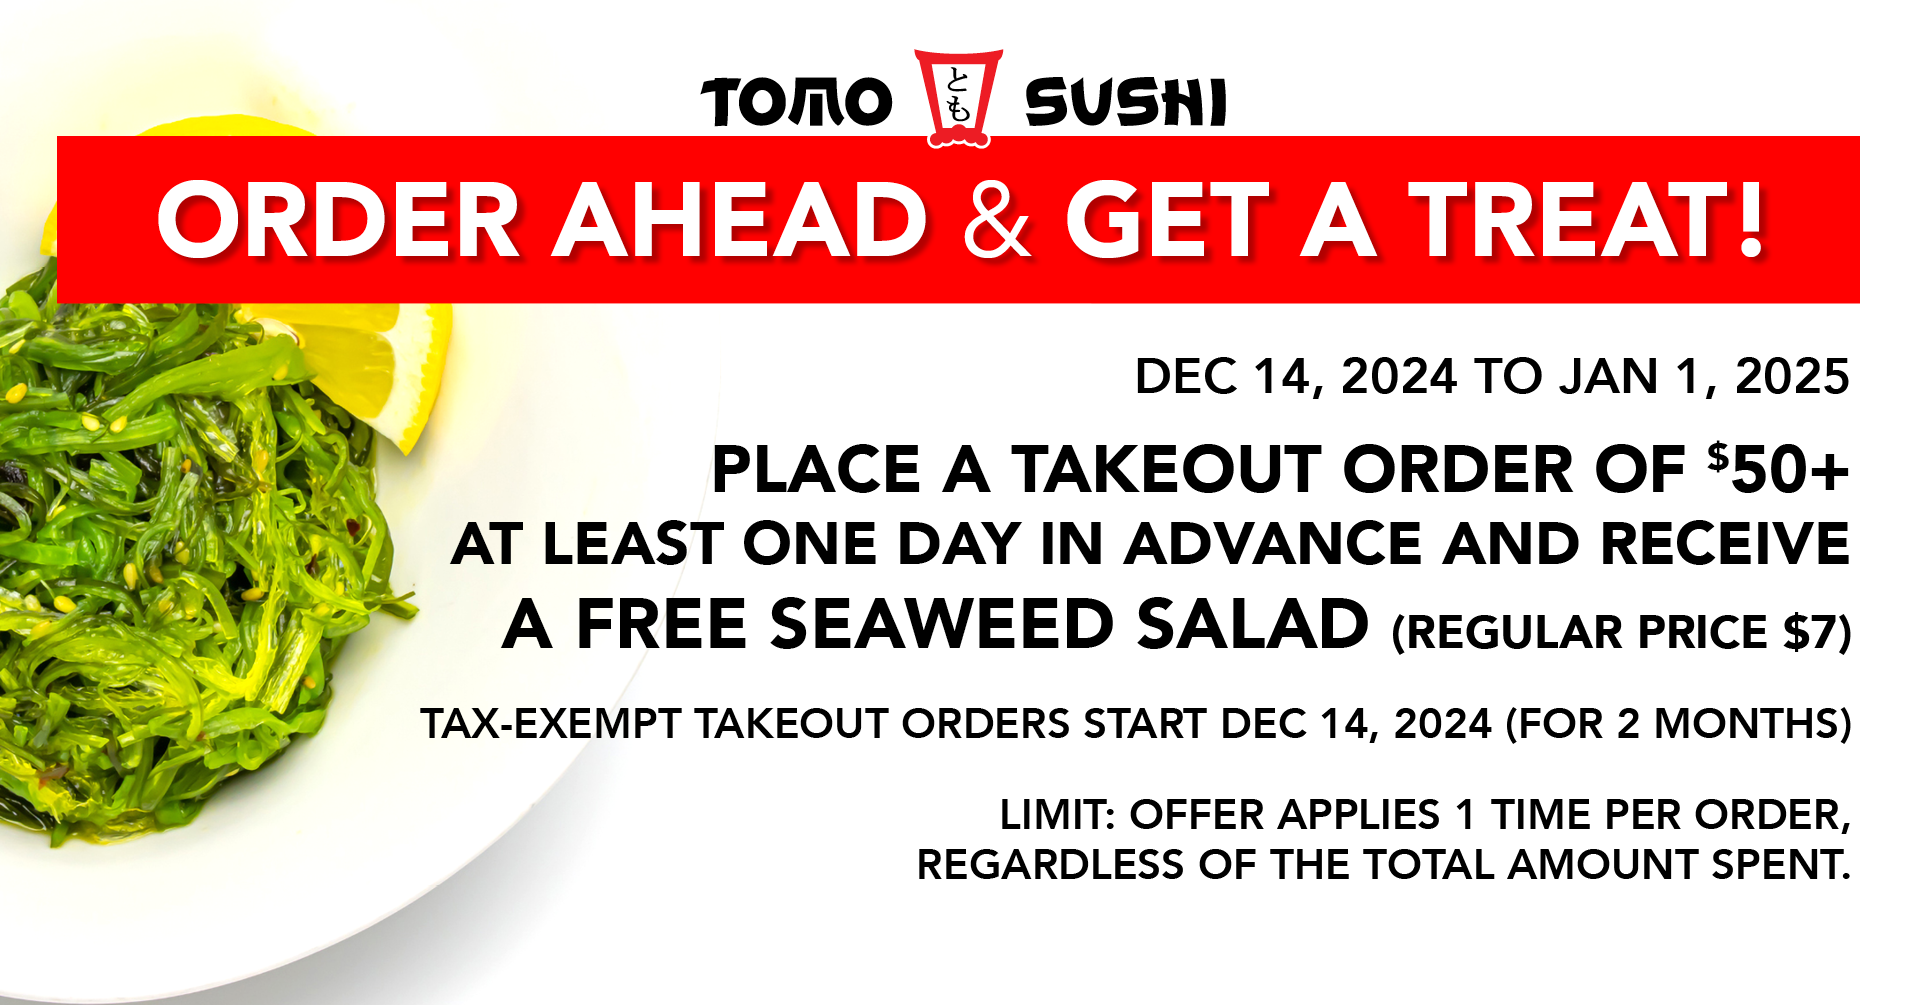 TOMO とも SUSHI
ORDER AHEAD & GET A TREAT!
DEC 14, 2024 TO JAN 1, 2025
PLACE A TAKEOUT ORDER OF $50+
AT LEAST ONE DAY IN ADVANCE AND RECEIVE
A FREE SEAWEED SALAD (REGULAR PRICE $7)
TAX-EXEMPT TAKEOUT ORDERS START DEC 14, 2024 (FOR 2 MONTHS)
LIMIT: OFFER APPLIES 1 TIME PER ORDER,
REGARDLESS OF THE TOTAL AMOUNT SPENT.